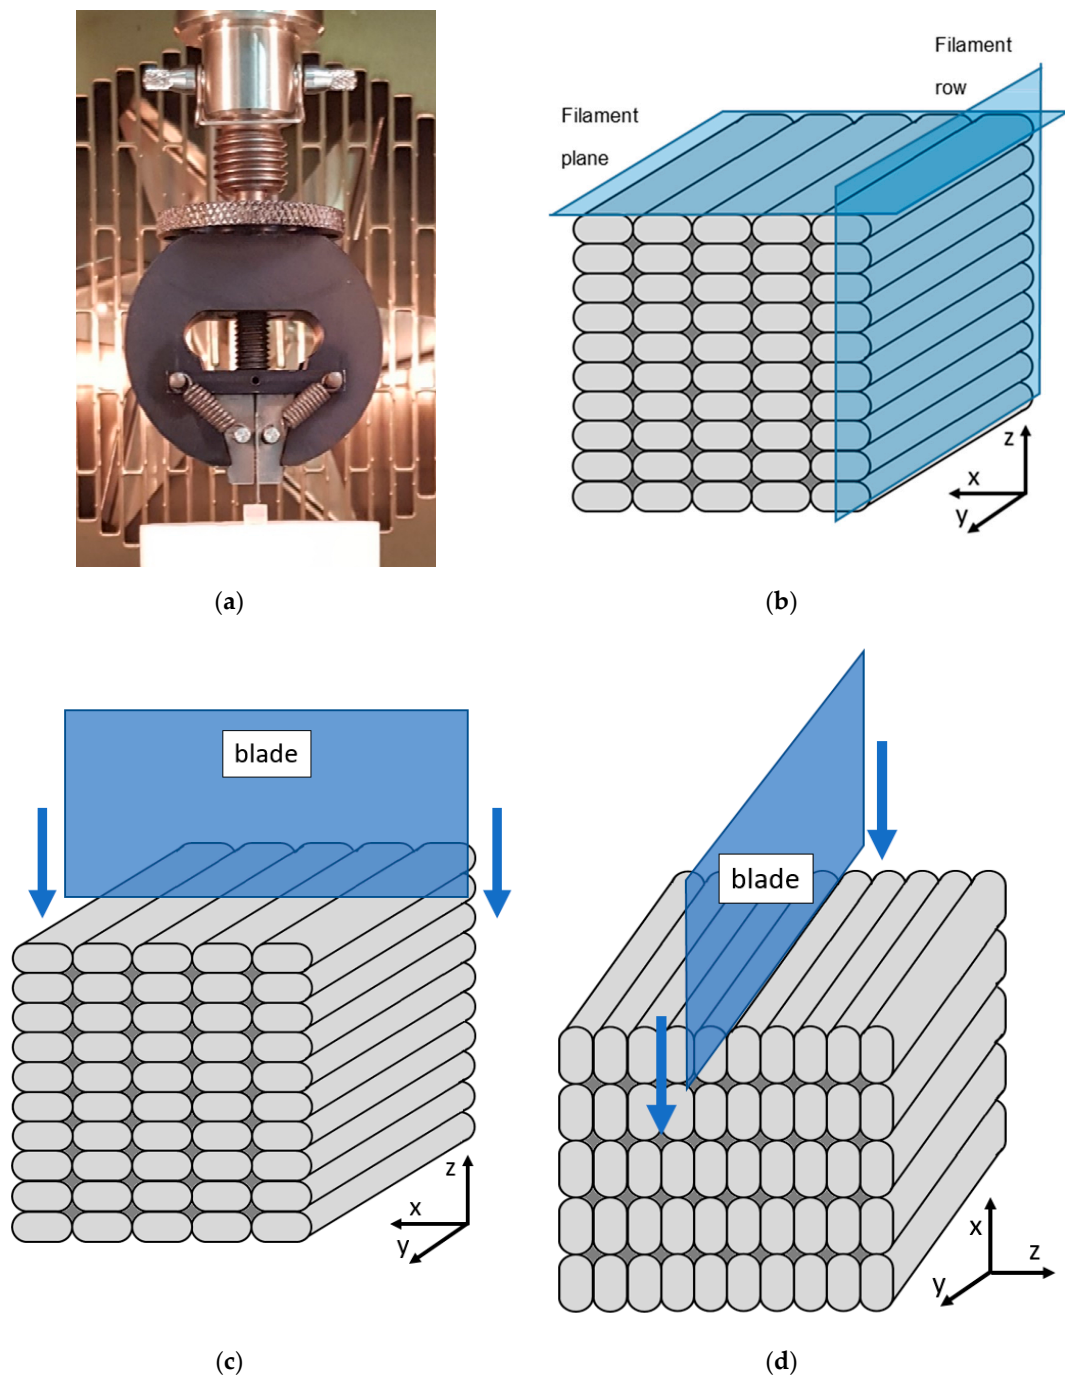 Filament
row
Filament
plane
z
x
y
(a)
(b)
blade
blade
z
x
y
x
z
y
(c)
(d)